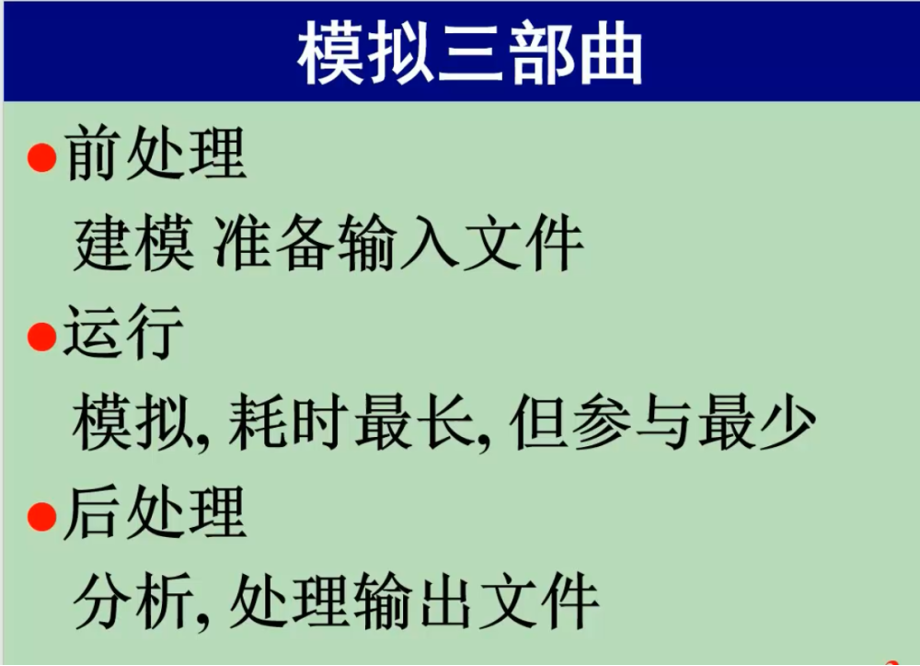 模拟三部曲
●前处理
建模 准备输入文件
●运行
模拟, 耗时最长, 但参与最少
●后处理
分析, 处理输出文件